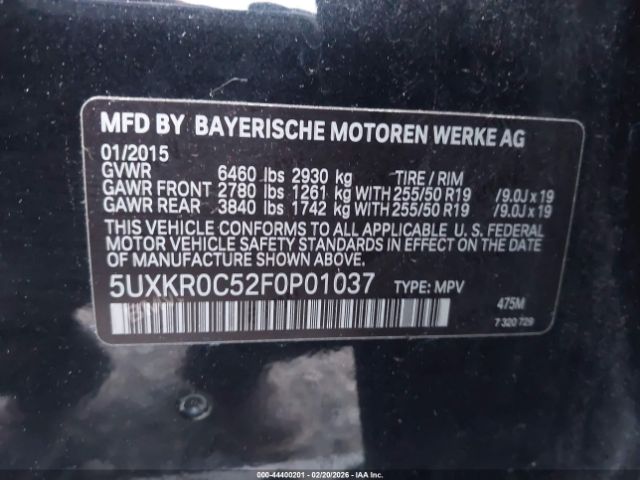 MFD BY BAYERISCHE MOTOREN WERKE AG
01/2015
GVWR 6460 lbs 2930 kg TIRE / RIM
GAWR FRONT 2780 lbs 1261 kg WITH 255/50 R19 /9.0J x 19
GAWR REAR 3840 lbs 1742 kg WITH 255/50 R19 /9.0J x 19
THIS VEHICLE CONFORMS TO ALL APPLICABLE U. S. FEDERAL
MOTOR VEHICLE SAFETY STANDARDS IN EFFECT ON THE DATE OF
MANUFACTURE SHOWN ABOVE.
5UXKR0C52F0P01037 TYPE: MPV
475M
7 320 729
000-44400201 - 02/20/2026 - IAAI.COM